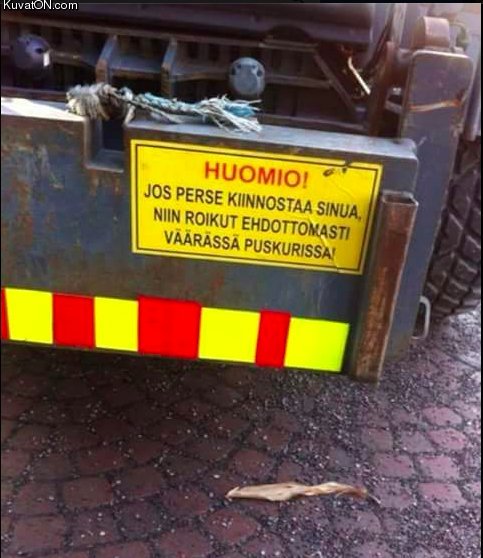 KuvatON.com
HUOMIO!
JOS PERSE KIINNOSTAA SINUA,
NIIN ROIKUT EHDOTTOMASTI
VÄÄRÄSSÄ PUSKURISSA!